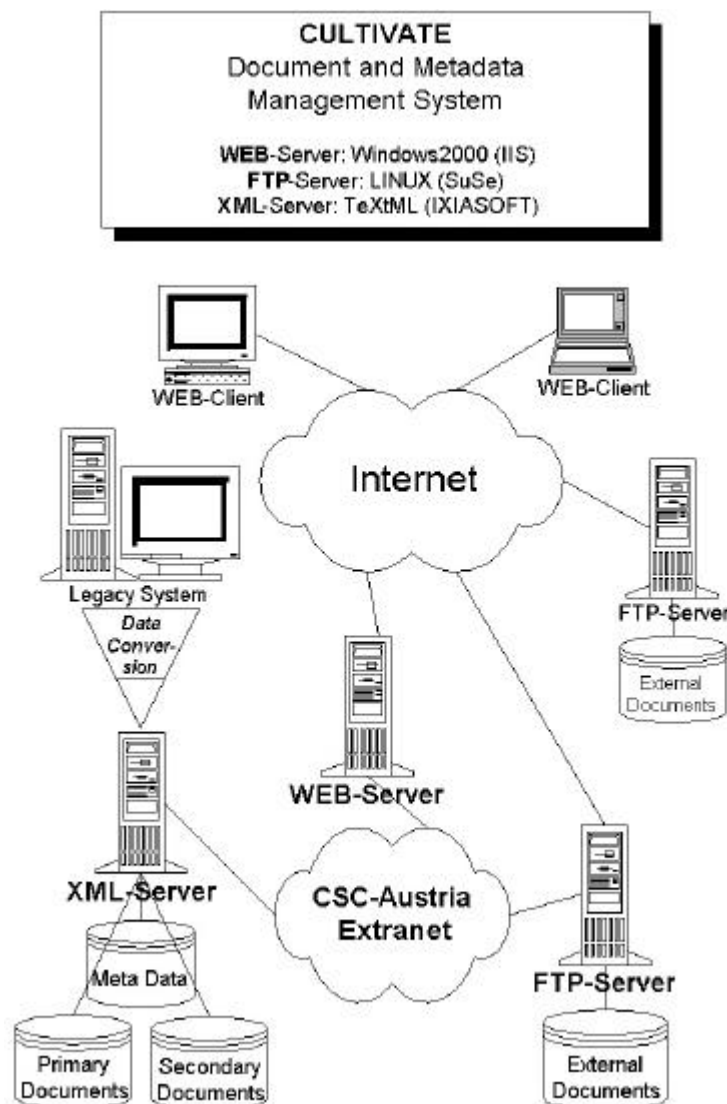 CULTIVATE
Document and Metadata
Management System
WEB-Server: Windows2000 (IIS)
FTP-Server: LINUX (SuSe)
XML-Server: TeXtML (IXIASOFT)
WEB-Client
WEB-Client
Internet
Legacy System
Data
Conver-
sion
FTP-Server
External
Documents
WEB-Server
XML-Server
CSC-Austria
Extranet
Meta Data
FTP-Server
Primary
Documents
Secondary
Documents
External
Documents